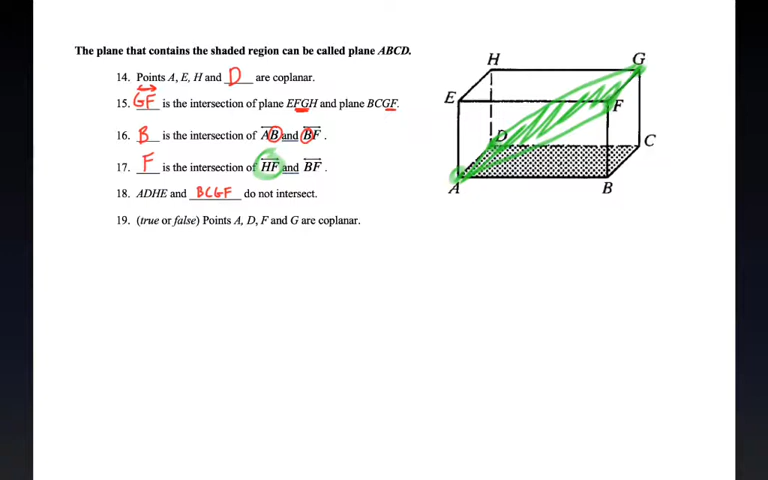 The plane that contains the shaded region can be called plane ABCD.
14. Points A, E, H and D are coplanar.
15. GF is the intersection of plane EFGH and plane BCGF.
16. B is the intersection of AB and BF .
17. F is the intersection of HF and BF .
18. ADHE and BCGF do not intersect.
19. (true or false) Points A, D, F and G are coplanar.
H G
E F
D C
A B